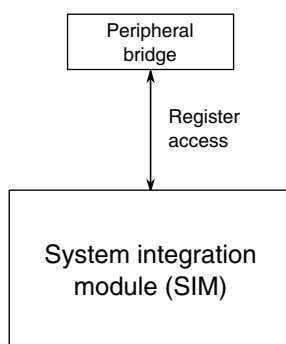 Peripheral
bridge
Register
access
System integration
module (SIM)